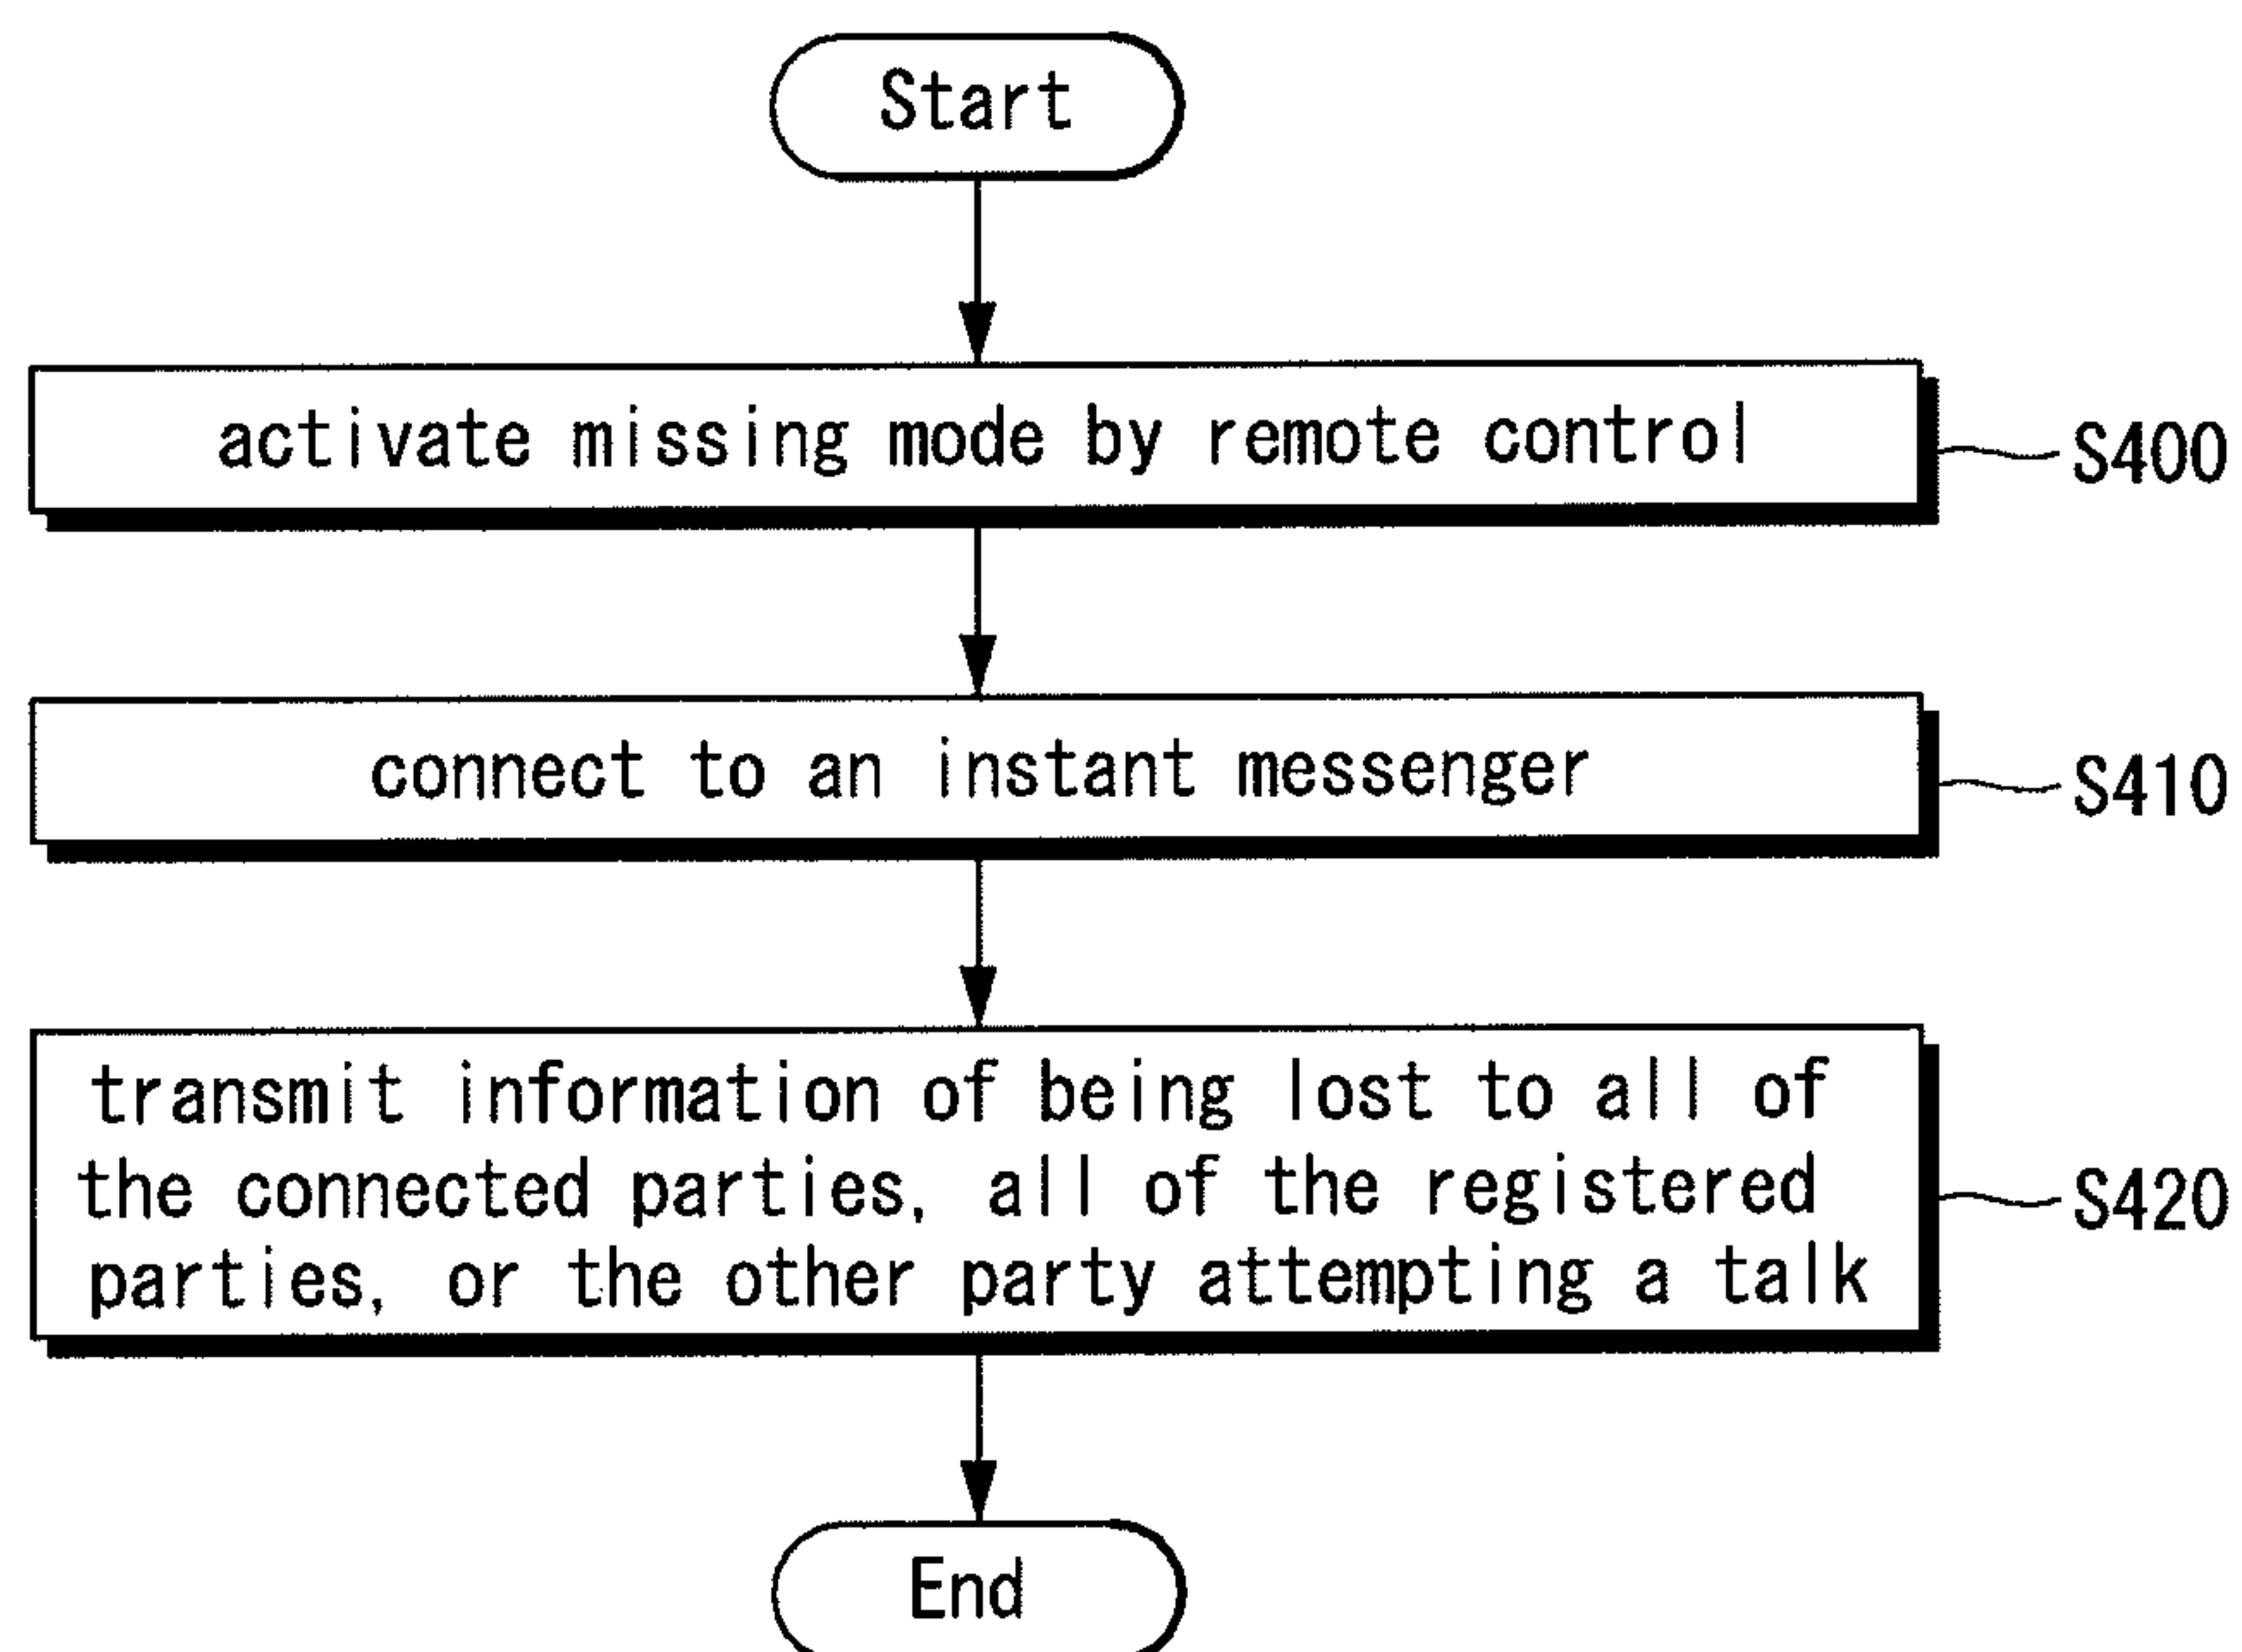 Start
activate missing mode by remote control
S400
connect to an instant messenger
S410
transmit information of being lost to all of
the connected parties, all of the registered
parties, or the other party attempting a talk
S420
End